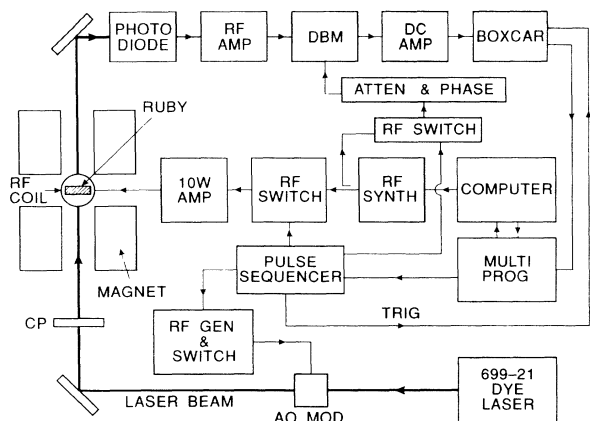 PHOTO
DIODE
RF
AMP
DBM
DC
AMP
BOXCAR
ATTEN & PHASE
RUBY
RF SWITCH
RF
COIL
10W
AMP
RF
SWITCH
RF
SYNTH
COMPUTER
MAGNET
PULSE
SEQUENCER
MULTI
PROG
TRIG
CP
RF GEN
&
SWITCH
LASER BEAM
AO MOD
699-21
DYE
LASER